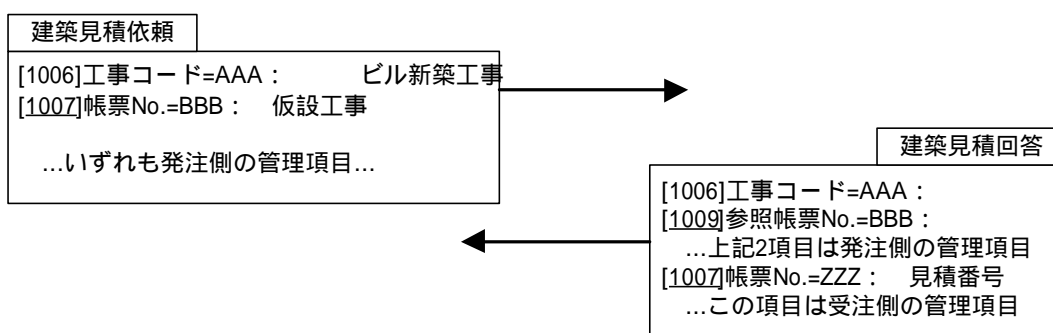 建築見積依頼
[1006]工事コード=AAA： ビル新築工事
[1007]帳票No.=BBB： 仮設工事
…いずれも発注側の管理項目…
建築見積回答
[1006]工事コード=AAA：
[1009]参照帳票No.=BBB：
…上記2項目は発注側の管理項目
[1007]帳票No.=ZZZ： 見積番号
…この項目は受注側の管理項目